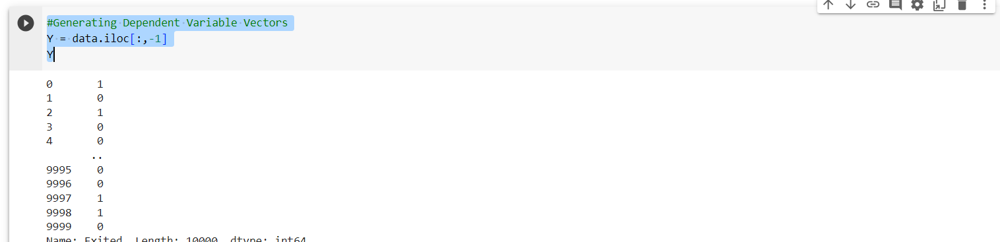 #Generating Dependent Variable Vectors
Y = data.iloc[:,-1]
Y
0       1
1       0
2       1
3       0
4       0
       ..
9995    0
9996    0
9997    1
9998    1
9999    0
Name: Exited, Length: 10000, dtype: int64